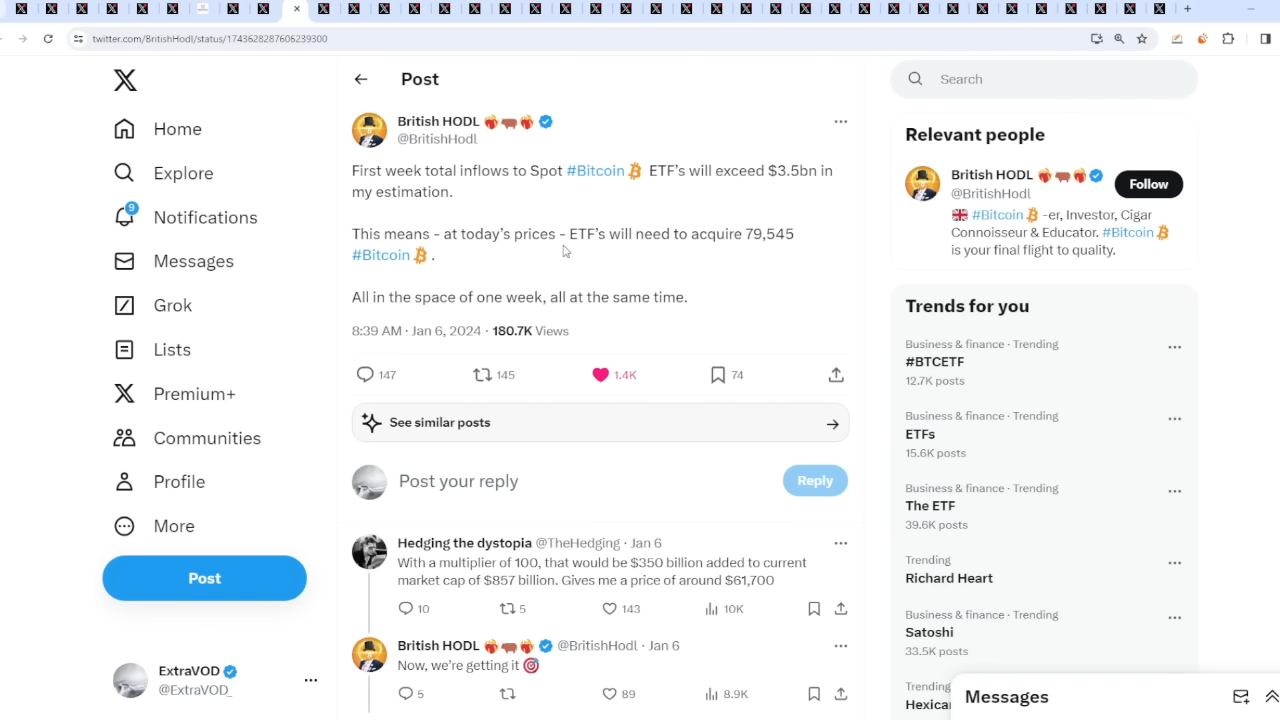 twitter.com/BritishHodl/status/1743628287606239300
Home
Explore
9
Notifications
Messages
Grok
Lists
Premium+
Communities
Profile
More
Post
ExtraVOD
@ExtraVOD_
Post
British HODL
@BritishHodl
First week total inflows to Spot #Bitcoin ETF’s will exceed $3.5bn in
my estimation.
This means - at today’s prices - ETF’s will need to acquire 79,545
#Bitcoin .
All in the space of one week, all at the same time.
8:39 AM · Jan 6, 2024 · 180.7K Views
147 145 1.4K 74
See similar posts
Post your reply
Reply
Hedging the dystopia @TheHedging · Jan 6
With a multiplier of 100, that would be $350 billion added to current
market cap of $857 billion. Gives me a price of around $61,700
10 5 143 10K
British HODL @BritishHodl · Jan 6
Now, we’re getting it
5 89 8.9K
Search
Relevant people
British HODL
@BritishHodl
Follow
#Bitcoin -er, Investor, Cigar
Connoisseur & Educator. #Bitcoin
is your final flight to quality.
Trends for you
Business & finance · Trending
#BTCETF
12.7K posts
Business & finance · Trending
ETFs
15.6K posts
Business & finance · Trending
The ETF
39.6K posts
Trending
Richard Heart
Business & finance · Trending
Satoshi
33.5K posts
Trending
Hexican
Messages